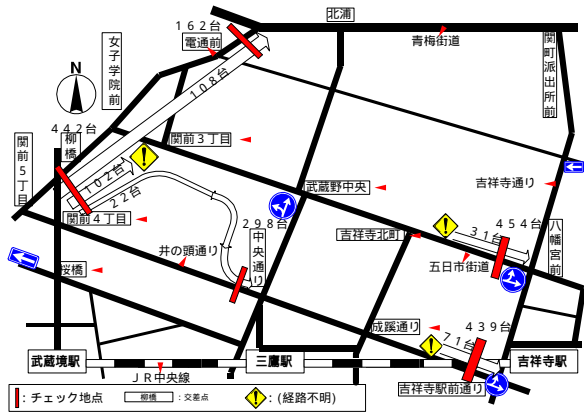 162台
北浦
電通前
青梅街道
女子学院前
関町派出所前
N
108台
442台
柳橋
関前3丁目
関前5丁目
102台
22台
武蔵野中央
吉祥寺通り
関前4丁目
298台
中央通り
吉祥寺北町
31台
454台
八幡宮前
井の頭通り
五日市街道
桜橋
成蹊通り
439台
71台
武蔵境駅
三鷹駅
吉祥寺駅
JR中央線
吉祥寺駅前通り
:チェック地点
柳橋
:交差点
:(経路不明)